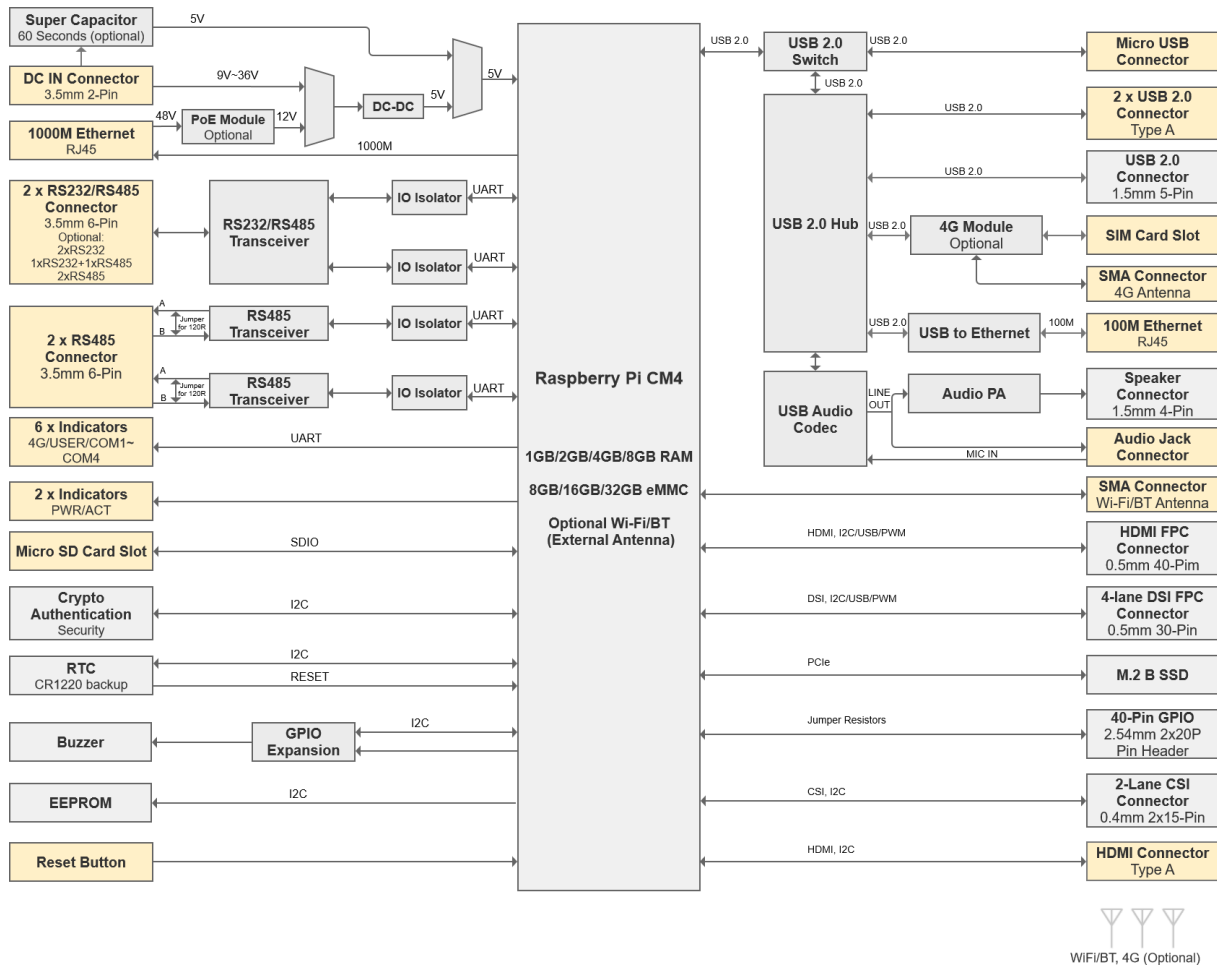 Super Capacitor
60 Seconds (optional)
5V
DC IN Connector
3.5mm 2-Pin
9V~36V
48V
PoE Module
Optional
12V
DC-DC
5V
5V
1000M Ethernet
RJ45
1000M
2 x RS232/RS485
Connector
3.5mm 6-Pin
Optional:
2xRS232
1xRS232+1xRS485
2xRS485
RS232/RS485
Transceiver
IO Isolator
UART
IO Isolator
UART
2 x RS485
Connector
3.5mm 6-Pin
A
Jumper
for 120R
B
RS485
Transceiver
IO Isolator
UART
A
Jumper
for 120R
B
RS485
Transceiver
IO Isolator
UART
6 x Indicators
4G/USER/COM1~
COM4
UART
2 x Indicators
PWR/ACT
Micro SD Card Slot
SDIO
Crypto
Authentication
Security
I2C
RTC
CR1220 backup
I2C
RESET
Buzzer
GPIO
Expansion
I2C
EEPROM
I2C
Reset Button
Raspberry Pi CM4
1GB/2GB/4GB/8GB RAM
8GB/16GB/32GB eMMC
Optional Wi-Fi/BT
(External Antenna)
USB 2.0
USB 2.0
Switch
USB 2.0
Micro USB
Connector
USB 2.0
USB 2.0 Hub
USB 2.0
2 x USB 2.0
Connector
Type A
USB 2.0
USB 2.0
Connector
1.5mm 5-Pin
USB 2.0
4G Module
Optional
SIM Card Slot
SMA Connector
4G Antenna
USB 2.0
USB to Ethernet
100M
100M Ethernet
RJ45
USB Audio
Codec
LINE
OUT
Audio PA
Speaker
Connector
1.5mm 4-Pin
MIC IN
Audio Jack
Connector
SMA Connector
Wi-Fi/BT Antenna
HDMI, I2C/USB/PWM
HDMI FPC
Connector
0.5mm 40-Pim
DSI, I2C/USB/PWM
4-lane DSI FPC
Connector
0.5mm 30-Pin
PCIe
M.2 B SSD
Jumper Resistors
40-Pin GPIO
2.54mm 2x20P
Pin Header
CSI, I2C
2-Lane CSI
Connector
0.4mm 2x15-Pin
HDMI, I2C
HDMI Connector
Type A
WiFi/BT, 4G (Optional)